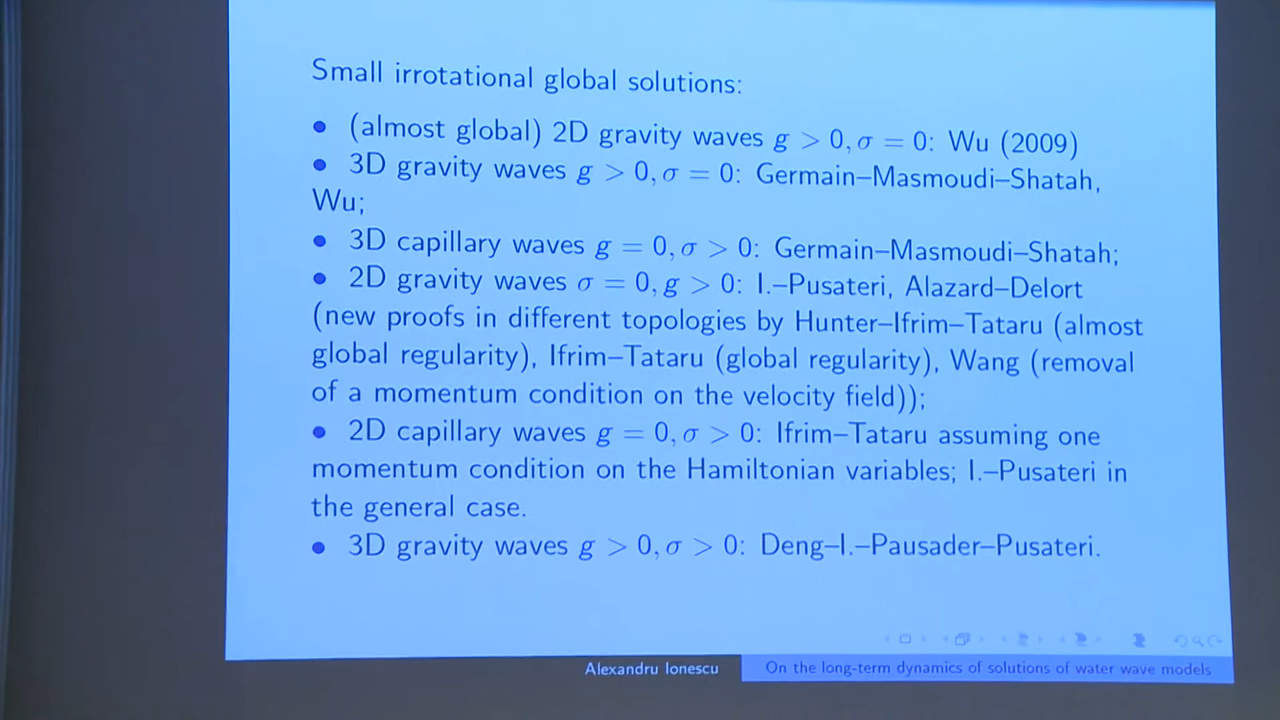 Small irrotational global solutions:
• (almost global) 2D gravity waves g > 0, σ = 0: Wu (2009)
• 3D gravity waves g > 0, σ = 0: Germain–Masmoudi–Shatah,
Wu;
• 3D capillary waves g = 0, σ > 0: Germain–Masmoudi–Shatah;
• 2D gravity waves σ = 0, g > 0: I.–Pusateri, Alazard–Delort
(new proofs in different topologies by Hunter–Ifrim–Tataru (almost
global regularity), Ifrim–Tataru (global regularity), Wang (removal
of a momentum condition on the velocity field));
• 2D capillary waves g = 0, σ > 0: Ifrim–Tataru assuming one
momentum condition on the Hamiltonian variables; I.–Pusateri in
the general case.
• 3D gravity waves g > 0, σ > 0: Deng–I.–Pausader–Pusateri.
Alexandru Ionescu
On the long-term dynamics of solutions of water wave models